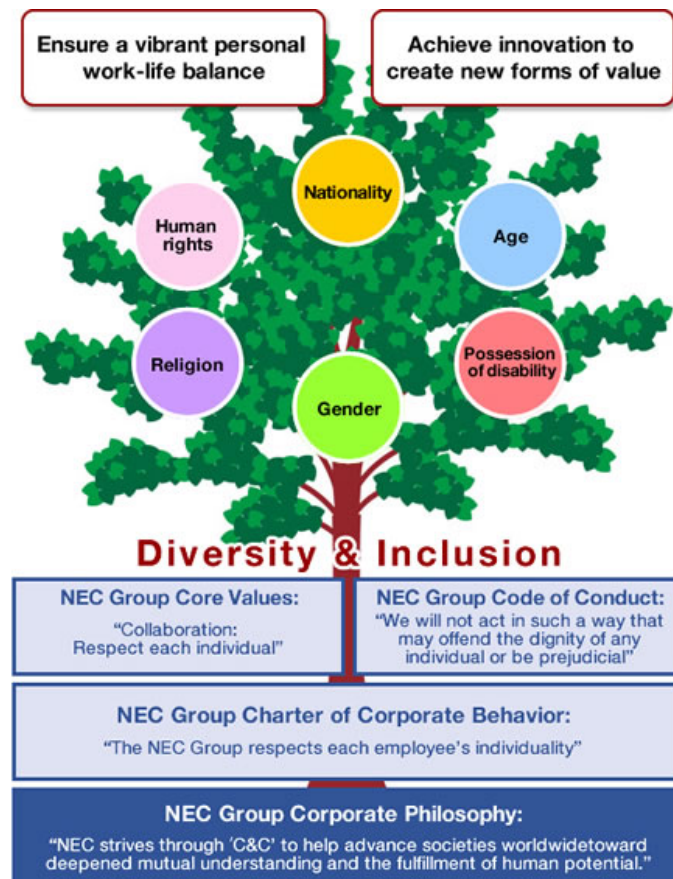 Ensure a vibrant personal
work-life balance
Achieve innovation to
create new forms of value
Nationality
Human
rights
Age
Religion
Gender
Possession
of disability
Diversity & Inclusion
NEC Group Core Values:
“Collaboration:
Respect each individual”
NEC Group Code of Conduct:
“We will not act in such a way that
may offend the dignity of any
individual or be prejudicial”
NEC Group Charter of Corporate Behavior:
“The NEC Group respects each employee’s individuality”
NEC Group Corporate Philosophy:
“NEC strives through ‘C&C’ to help advance societies worldwidetoward
deepened mutual understanding and the fulfillment of human potential.”